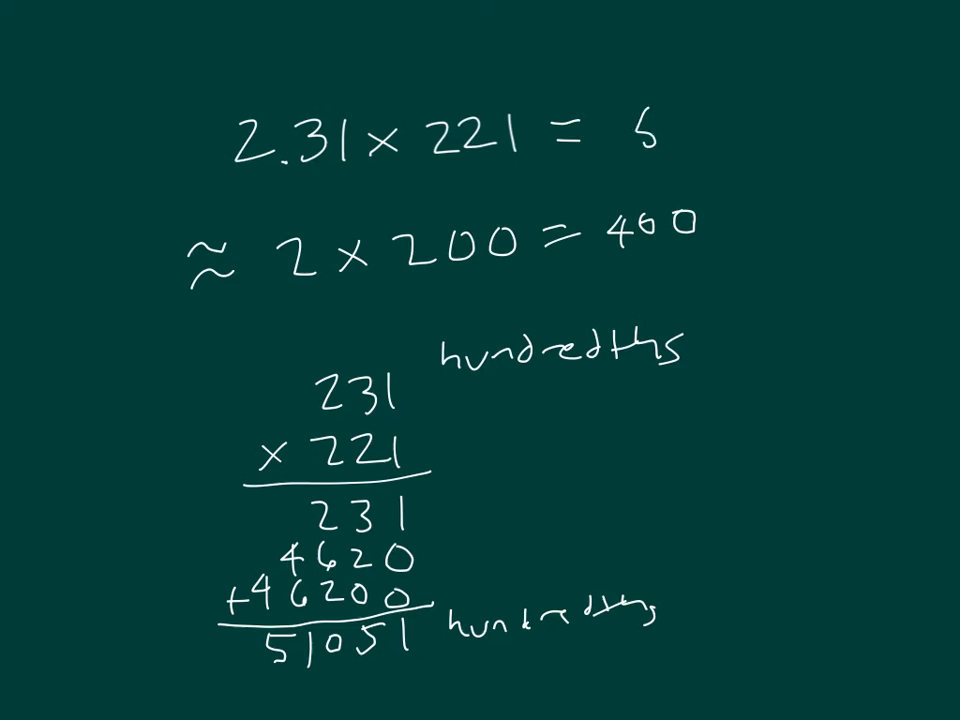 2.31 × 221 = 5
≈ 2 × 200 = 400
231 hundredths
× 221
231
4620
+46200
51051 hundredths